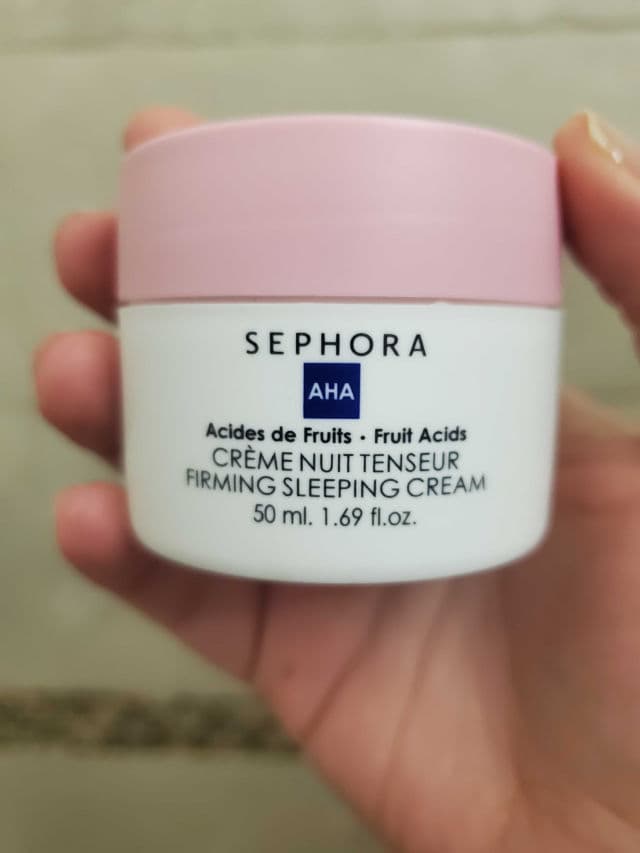 SEPHORA
AHA
Acides de Fruits • Fruit Acids
CRÈME NUIT TENSEUR
FIRMING SLEEPING CREAM
50 ml. 1.69 fl.oz.